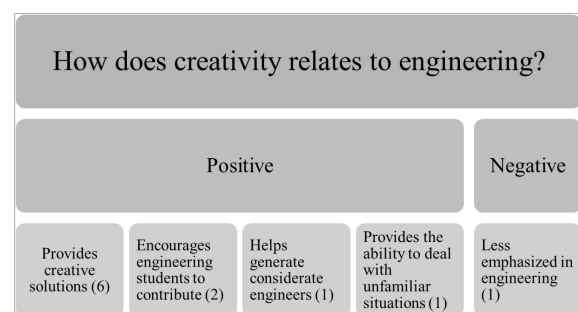 How does creativity relates to engineering?
Positive
Negative
Provides
creative
solutions (6)
Encourages
engineering
students to
contribute (2)
Helps
generate
considerate
engineers (1)
Provides the
ability to deal
with
unfamiliar
situations (1)
Less
emphasized in
engineering
(1)